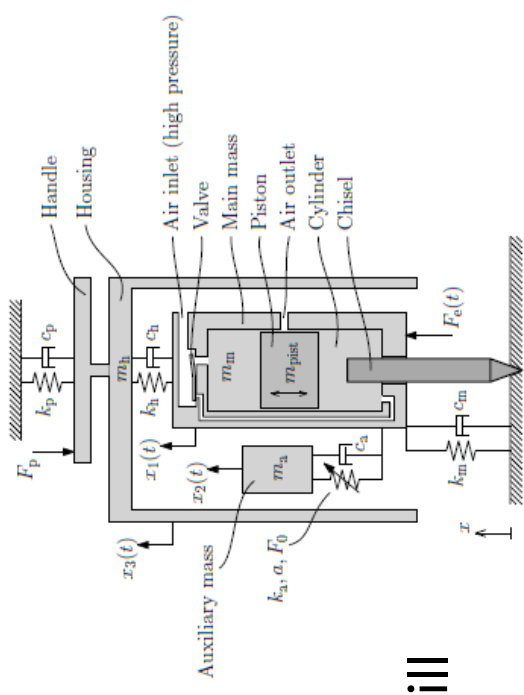 Handle
Housing
Air inlet (high pressure)
Valve
Main mass
Piston
Air outlet
Cylinder
Chisel
F_p
k_p
c_p
m_h
k_h
c_h
x_1(t)
x_2(t)
x_3(t)
m_m
m_pist
m_a
c_a
k_a, a, F_0
Auxiliary mass
F_e(t)
k_m
c_m
x
ill